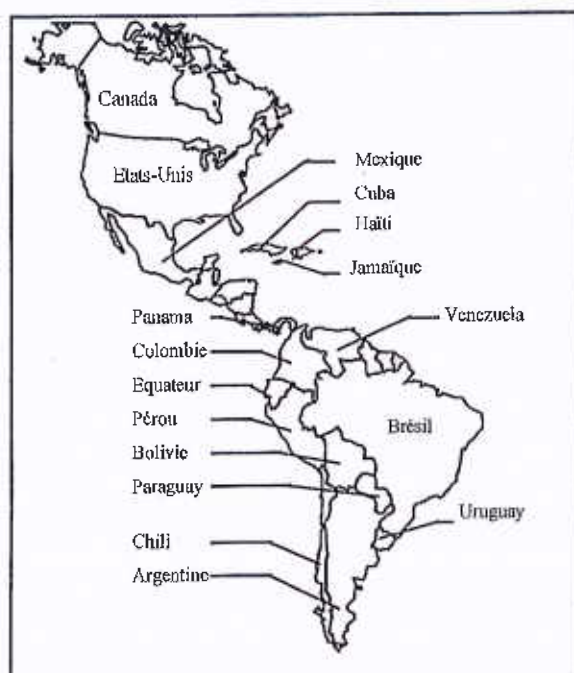 Canada
Etats-Unis
Mexique
Cuba
Haïti
Jamaïque
Panama
Venezuela
Colombie
Equateur
Pérou
Brésil
Bolivie
Paraguay
Uruguay
Chili
Argentine